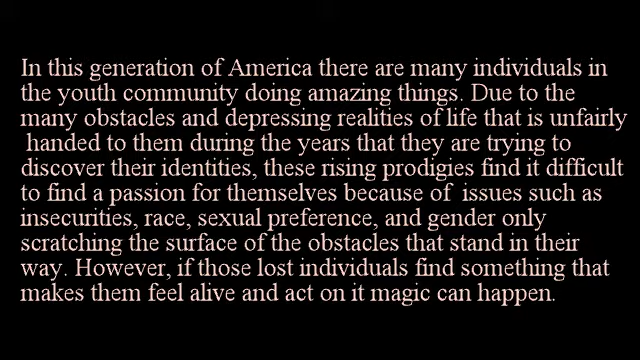 In this generation of America there are many individuals in
the youth community doing amazing things. Due to the
many obstacles and depressing realities of life that is unfairly
handed to them during the years that they are trying to
discover their identities, these rising prodigies find it difficult
to find a passion for themselves because of issues such as
insecurities, race, sexual preference, and gender only
scratching the surface of the obstacles that stand in their
way. However, if those lost individuals find something that
makes them feel alive and act on it magic can happen.